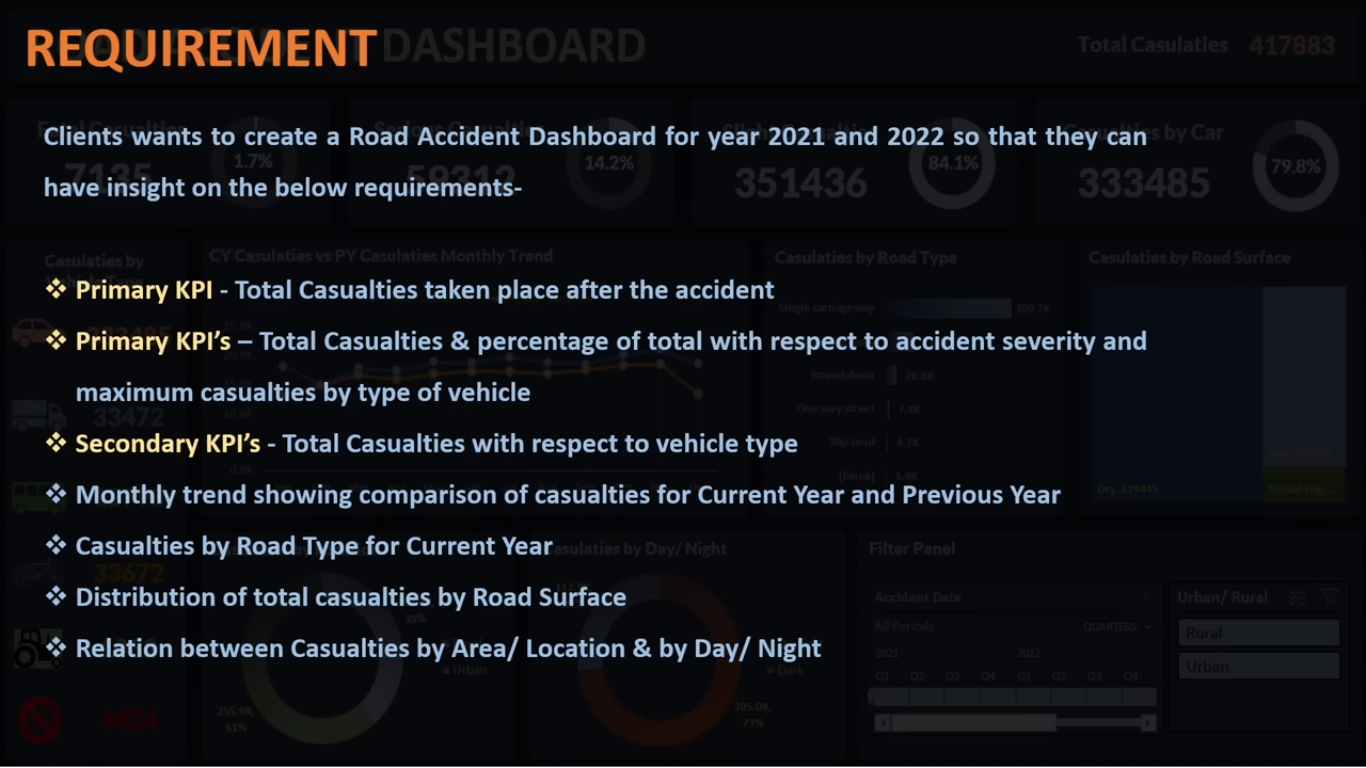 REQUIREMENT
DASHBOARD
Total Casulaties 417883
Clients wants to create a Road Accident Dashboard for year 2021 and 2022 so that they can
have insight on the below requirements-
7135
1.7%
59312
14.2%
351436
84.1%
Casualties by Car
333485
79.8%
Casulaties by
CY Casulaties vs PY Casulaties Monthly Trend
Casulaties by Road Type
Casulaties by Road Surface
❖ Primary KPI - Total Casualties taken place after the accident
Single carriageway 309.7K
❖ Primary KPI’s – Total Casualties & percentage of total with respect to accident severity and
maximum casualties by type of vehicle
Roundabout 26.8K
One way street 7.4K
33472
❖ Secondary KPI’s - Total Casualties with respect to vehicle type
Slip road 4.7K
(blank) 1.9K
0.0K
Dry, 279445
❖ Monthly trend showing comparison of casualties for Current Year and Previous Year
❖ Casualties by Road Type for Current Year
Casulaties by Day/ Night
Filter Panel
33672
❖ Distribution of total casualties by Road Surface
39%
Accident Date
Urban/ Rural
All Periods QUARTERS
Rural
❖ Relation between Casualties by Area/ Location & by Day/ Night
2021 2022
Urban
Urban
Dark
Q1 Q2 Q3 Q4 Q1 Q2 Q3 Q4
3424
255.9K,
61%
305.0K,
73%